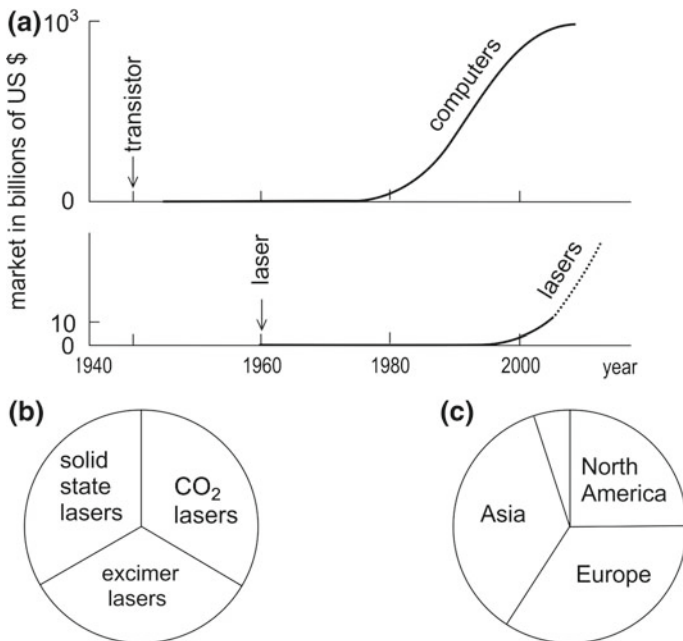 (a)
market in billions of US $
10³
0
transistor
computers
10
0
laser
lasers
1940
1960
1980
2000
year
(b)
solid
state
lasers
CO₂
lasers
excimer
lasers
(c)
North
America
Asia
Europe